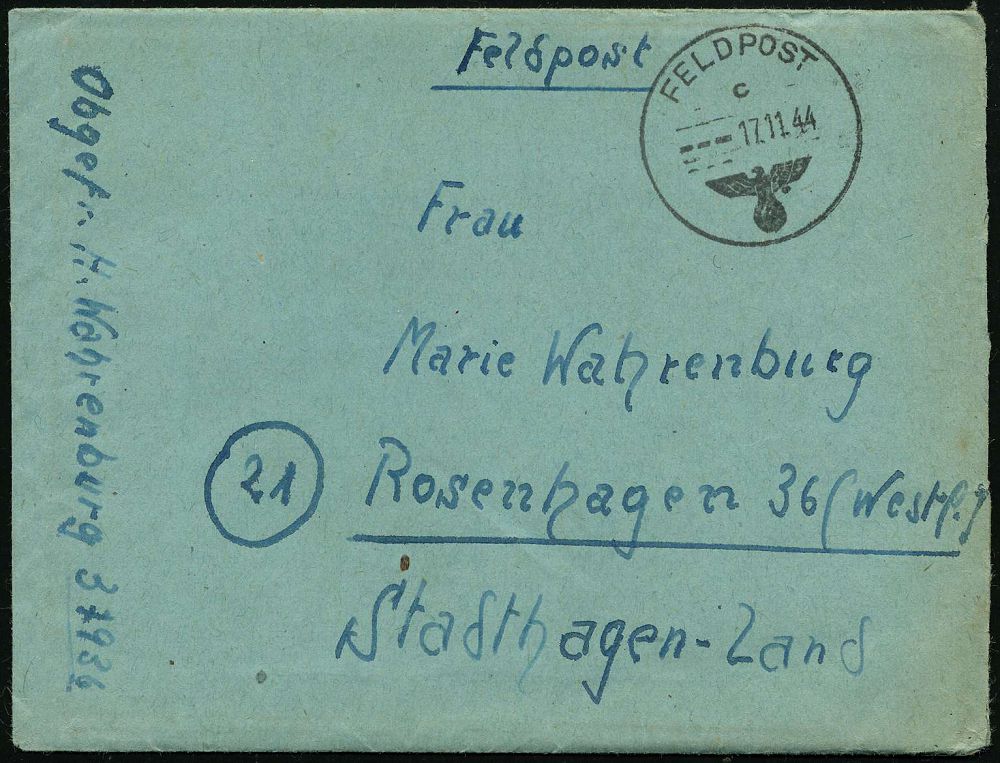 Feldpost
FELDPOST
c
17.11.44
Frau
Marie Wahrenburg
21
Rosenhagen 36 (Westf.)
Stadthagen-Land
Obgefr. H. Wahrenburg 37936